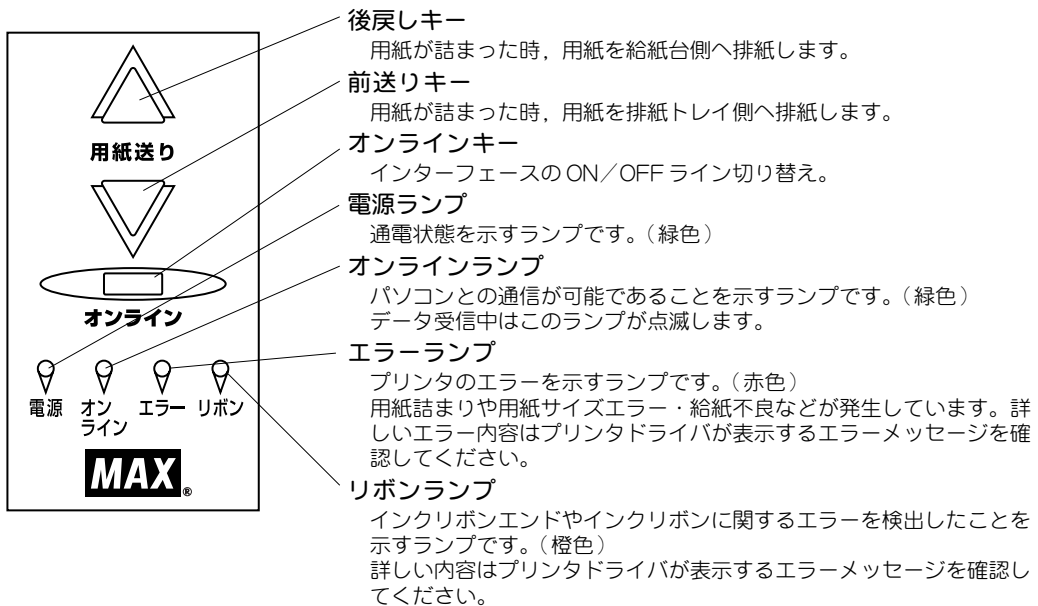 用紙送り
オンライン
電源
オン
ライン
エラー
リボン
MAX®
後戻しキー
用紙が詰まった時，用紙を給紙台側へ排紙します。
前送りキー
用紙が詰まった時，用紙を排紙トレイ側へ排紙します。
オンラインキー
インターフェースの ON／OFF ライン切り替え。
電源ランプ
通電状態を示すランプです。（緑色）
オンラインランプ
パソコンとの通信が可能であることを示すランプです。（緑色）
データ受信中はこのランプが点滅します。
エラーランプ
プリンタのエラーを示すランプです。（赤色）
用紙詰まりや用紙サイズエラー・給紙不良などが発生しています。詳
しいエラー内容はプリンタドライバが表示するエラーメッセージを確
認してください。
リボンランプ
インクリボンエンドやインクリボンに関するエラーを検出したことを
示すランプです。（橙色）
詳しい内容はプリンタドライバが表示するエラーメッセージを確認し
てください。